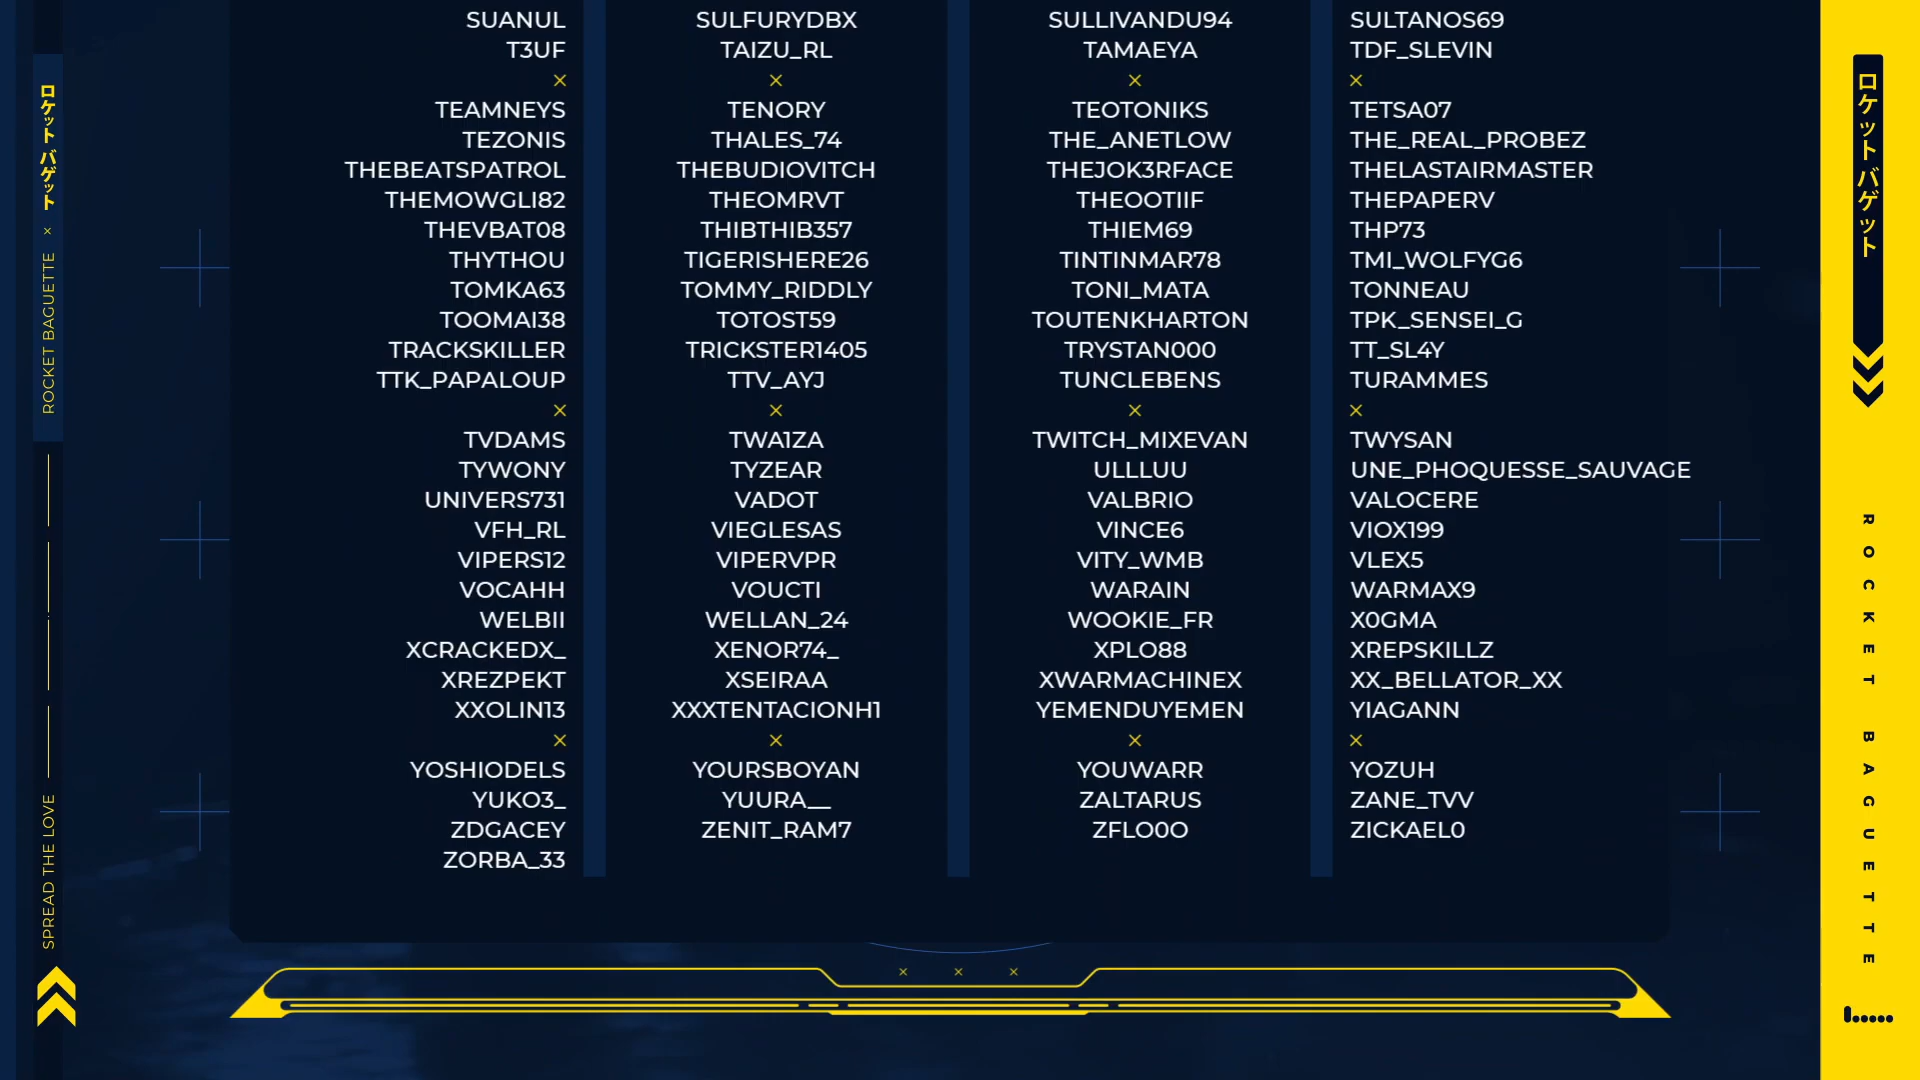 SUANUL SULFURYDBX SULLIVANDU94 SULTANOS69
T3UF TAIZU_RL TAMAEYA TDF_SLEVIN
× × × ×
TEAMNEYS TENORY TEOTONIKS TETSA07
TEZONIS THALES_74 THE_ANETLOW THE_REAL_PROBEZ
THEBEATSPATROL THEBUDIOVITCH THEJOK3RFACE THELASTAIRMASTER
THEMOWGLI82 THEOMRVT THEOOTIIF THEPAPERV
THEVBAT08 THIBTHIB357 THIEM69 THP73
THYTHOU TIGERISHERE26 TINTINMAR78 TMI_WOLFYG6
TOMKA63 TOMMY_RIDDLY TONI_MATA TONNEAU
TOOMAI38 TOTOST59 TOUTENKHARTON TPK_SENSEI_G
TRACKSKILLER TRICKSTER1405 TRYSTAN000 TT_SL4Y
TTK_PAPALOUP TTV_AYJ TUNCLEBENS TURAMMES
× × × ×
TVDAMS TWA1ZA TWITCH_MIXEVAN TWYSAN
TYWONY TYZEAR ULLLUU UNE_PHOQUESSE_SAUVAGE
UNIVERS731 VADOT VALBRIO VALOCERE
VFH_RL VIEGLESAS VINCE6 VIOX199
VIPERS12 VIPERVPR VITY_WMB VLEX5
VOCAHH VOUCTI WARAIN WARMAX9
WELBII WELLAN_24 WOOKIE_FR X0GMA
XCRACKEDX_ XENOR74_ XPLO88 XREPSKILLZ
XREZPEKT XSEIRAA XWARMACHINEX XX_BELLATOR_XX
XXOLIN13 XXXTENTACIONH1 YEMENDUYEMEN YIAGANN
× × × ×
YOSHIODELS YOURSBOYAN YOUWARR YOZUH
YUKO3_ YUURA__ ZALTARUS ZANE_TVV
ZDGACEY ZENIT_RAM7 ZFLO0O ZICKAEL0
ZORBA_33
ロケット バゲット × ROCKET BAGUETTE
SPREAD THE LOVE
ロケット バゲット
ROCKET BAGUETTE
× × ×